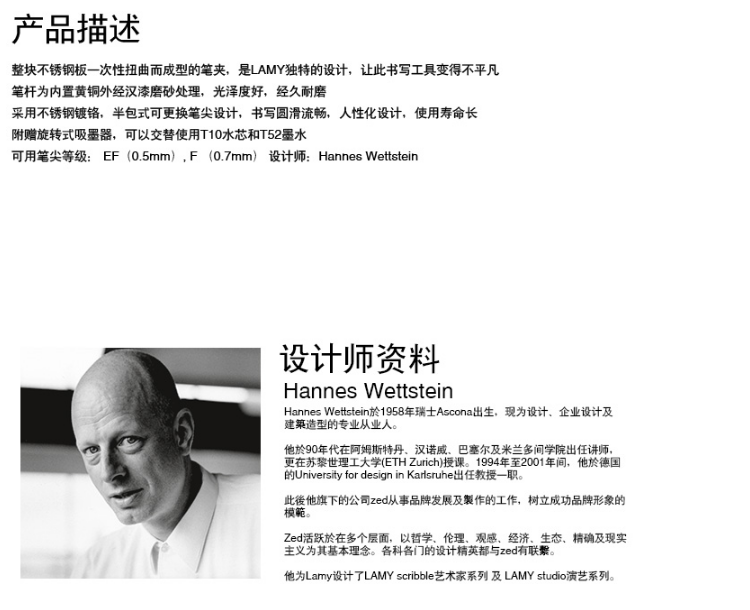 产品描述
整块不锈钢板一次性扭曲而成型的笔夹，是LAMY独特的设计，让此书写工具变得不平凡
笔杆为内置黄铜外经汉漆磨砂处理，光泽度好，经久耐磨
采用不锈钢镀铬，半包式可更换笔尖设计，书写圆滑流畅，人性化设计，使用寿命长
附赠旋转式吸墨器，可以交替使用T10水芯和T52墨水
可用笔尖等级： EF（0.5mm）, F （0.7mm） 设计师：Hannes Wettstein
设计师资料
Hannes Wettstein
Hannes Wettstein於1958年瑞士Ascona出生，现为设计、企业设计及
建築造型的专业从业人。
他於90年代在阿姆斯特丹、汉诺威、巴塞尔及米兰多间学院出任讲师，
更在苏黎世理工大学(ETH Zurich)授课。1994年至2001年间，他於德国
的University for design in Karlsruhe出任教授一职。
此後他旗下的公司zed从事品牌发展及製作的工作，树立成功品牌形象的
模範。
Zed活跃於在多个层面，以哲学、伦理、观感、经济、生态、精确及现实
主义为其基本理念。各科各门的设计精英都与zed有联繫。
他为Lamy设计了LAMY scribble艺术家系列 及 LAMY studio演艺系列。